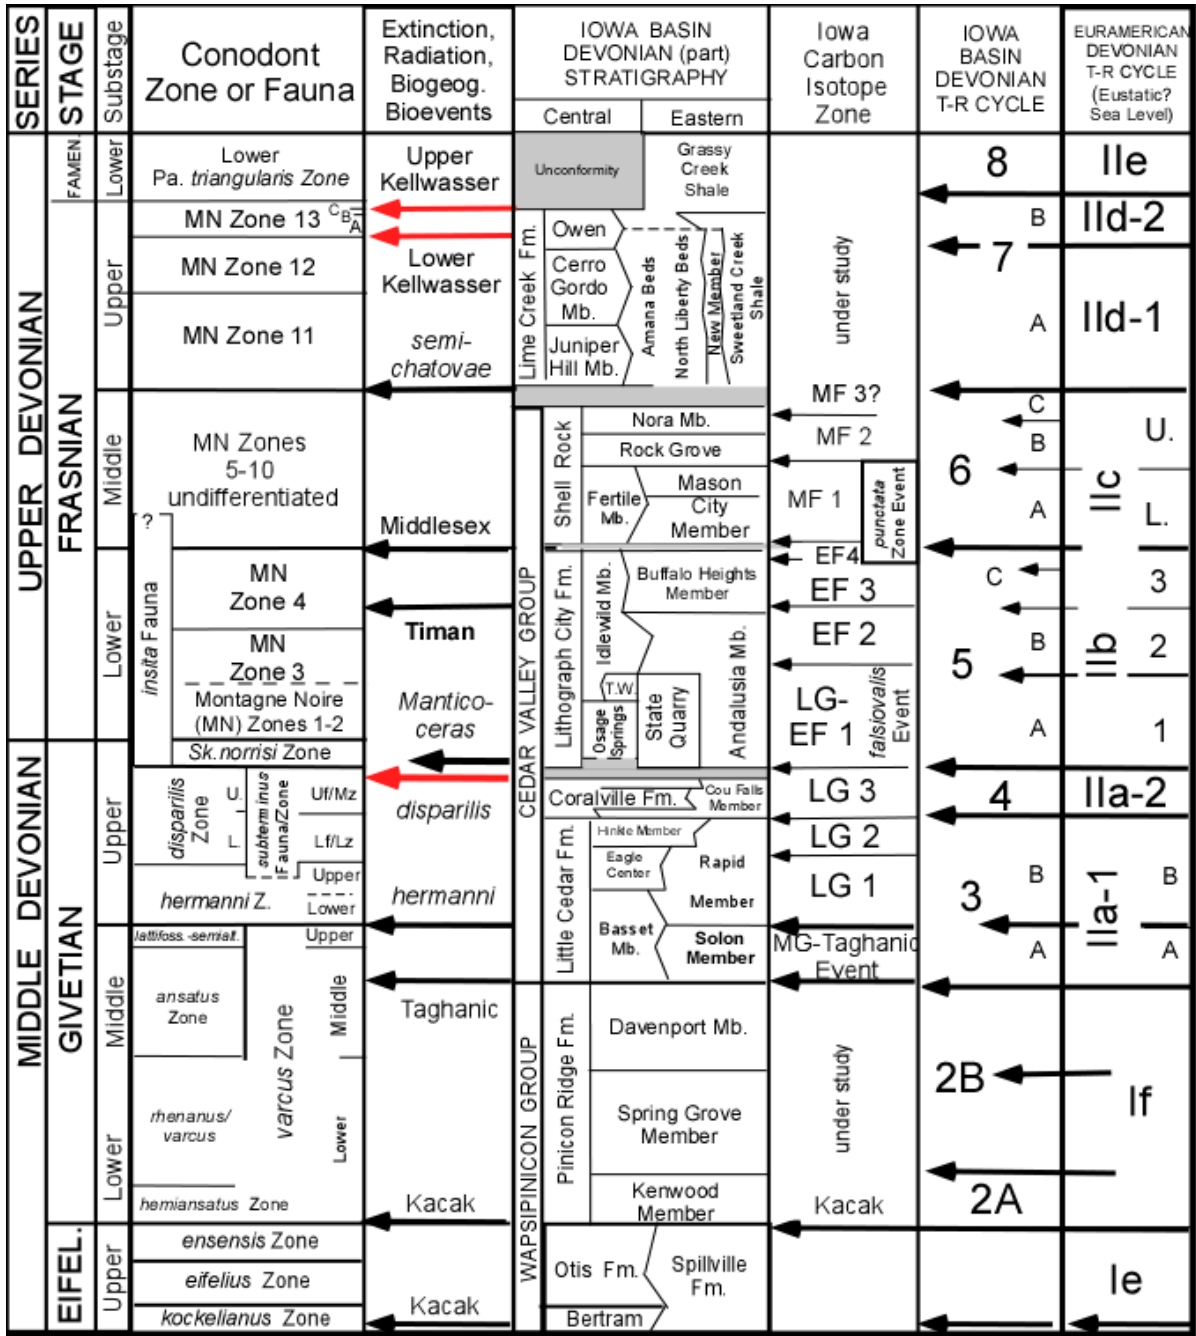 SERIES
STAGE
Substage
Conodont
Zone or Fauna
Extinction,
Radiation,
Biogeog.
Bioevents
IOWA BASIN
DEVONIAN (part)
STRATIGRAPHY
Central
Eastern
Iowa
Carbon
Isotope
Zone
IOWA
BASIN
DEVONIAN
T-R CYCLE
EURAMERICAN
DEVONIAN
T-R CYCLE
(Eustatic?
Sea Level)
UPPER DEVONIAN
MIDDLE DEVONIAN
FAMEN.
FRASNIAN
GIVETIAN
EIFEL.
Lower
Upper
Middle
Lower
Upper
Middle
Lower
Upper
Lower
Pa. triangularis Zone
MN Zone 13
C
B
A
MN Zone 12
MN Zone 11
MN Zones
5-10
undifferentiated
?
insita Fauna
MN
Zone 4
MN
Zone 3
Montagne Noire
(MN) Zones 1-2
Sk.norrisi Zone
disparilis
Zone
U.
L.
subterminus
Fauna/Zone
Uf/Mz
Lf/Lz
Upper
hermanni Z.
Lower
lattifoss.-semialt.
Upper
ansatus
Zone
varcus Zone
Middle
rhenanus/
varcus
Lower
hemiansatus Zone
ensensis Zone
eifelius Zone
kockelianus Zone
Upper
Kellwasser
Lower
Kellwasser
semi-
chatovae
Middlesex
Timan
Mantico-
ceras
disparilis
hermanni
Taghanic
Kacak
Kacak
Unconformity
Grassy
Creek
Shale
Lime Creek Fm.
Owen
Cerro
Gordo
Mb.
Juniper
Hill Mb.
Amana Beds
North Liberty Beds
New Member
Sweetland Creek
Shale
CEDAR VALLEY GROUP
Shell Rock
Nora Mb.
Rock Grove
Fertile
Mb.
Mason
City
Member
Lithograph City Fm.
Idlewild Mb.
Buffalo Heights
Member
T.W.
Osage
Springs
State
Quarry
Andalusia Mb.
Coralville Fm.
Cou Falls
Member
Little Cedar Fm.
Hinkle Member
Eagle
Center
Rapid
Member
Basset
Mb.
Solon
Member
WAPSIPINICON GROUP
Pinicon Ridge Fm.
Davenport Mb.
Spring Grove
Member
Kenwood
Member
Otis Fm.
Spillville
Fm.
Bertram
under study
MF 3?
MF 2
MF 1
punctata
Zone Event
EF4
EF 3
EF 2
LG-
EF 1
falsiovalis
Event
LG 3
LG 2
LG 1
MG-Taghanic
Event
under study
Kacak
8
B
7
A
C
B
6
A
C
B
5
A
4
B
3
A
2B
2A
IIe
IId-2
IId-1
U.
IIc
L.
3
IIb
2
1
IIa-2
B
IIa-1
A
If
Ie